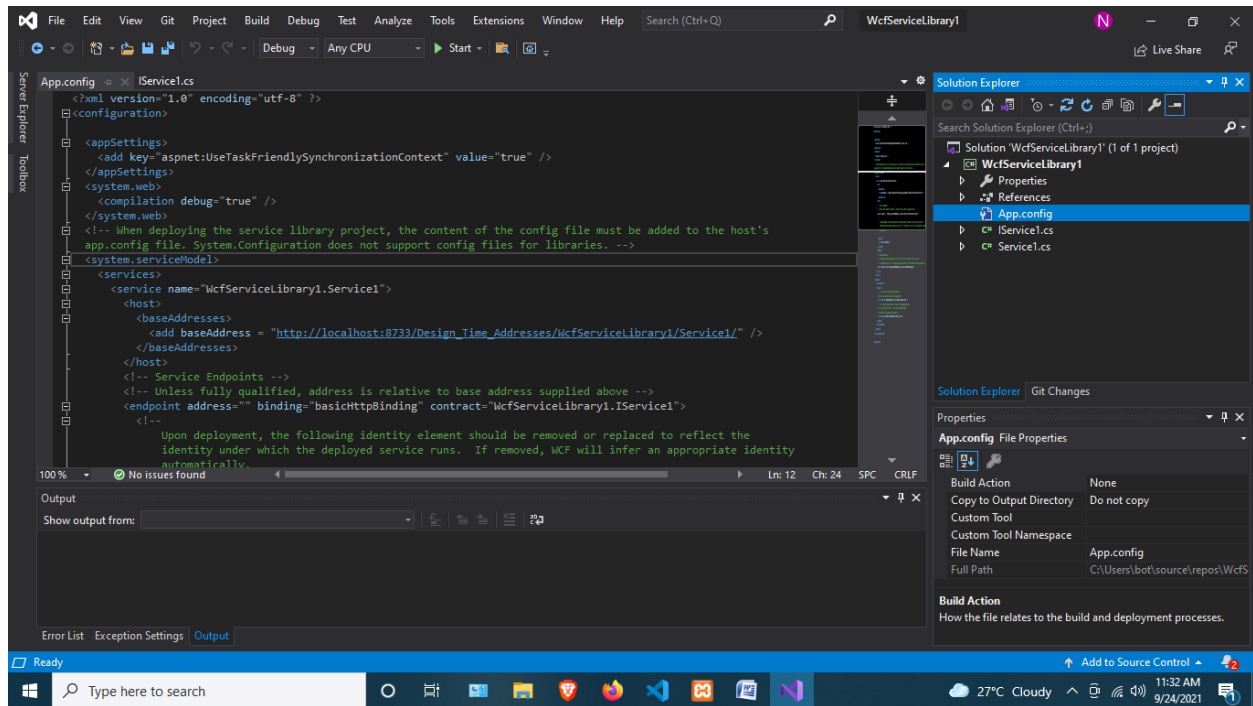 File Edit View Git Project Build Debug Test Analyze Tools Extensions Window Help Search (Ctrl+Q) WcfServiceLibrary1 N
Debug Any CPU Start Live Share
Server Explorer
Toolbox
App.config IService1.cs
<?xml version="1.0" encoding="utf-8" ?>
<configuration>
<appSettings>
<add key="aspnet:UseTaskFriendlySynchronizationContext" value="true" />
</appSettings>
<system.web>
<compilation debug="true" />
</system.web>
<!-- When deploying the service library project, the content of the config file must be added to the host's
app.config file. System.Configuration does not support config files for libraries. -->
<system.serviceModel>
<services>
<service name="WcfServiceLibrary1.Service1">
<host>
<baseAddresses>
<add baseAddress = "http://localhost:8733/Design_Time_Addresses/WcfServiceLibrary1/Service1/" />
</baseAddresses>
</host>
<!-- Service Endpoints -->
<!-- Unless fully qualified, address is relative to base address supplied above -->
<endpoint address="" binding="basicHttpBinding" contract="WcfServiceLibrary1.IService1">
<!--
Upon deployment, the following identity element should be removed or replaced to reflect the
identity under which the deployed service runs.  If removed, WCF will infer an appropriate identity
automatically.
100 % No issues found Ln: 12 Ch: 24 SPC CRLF
Output
Show output from:
Error List Exception Settings Output
Solution Explorer
Search Solution Explorer (Ctrl+;)
Solution 'WcfServiceLibrary1' (1 of 1 project)
C# WcfServiceLibrary1
Properties
References
App.config
C# IService1.cs
C# Service1.cs
Solution Explorer Git Changes
Properties
App.config File Properties
Build Action None
Copy to Output Directory Do not copy
Custom Tool
Custom Tool Namespace
File Name App.config
Full Path C:\Users\bot\source\repos\WcfS
Build Action
How the file relates to the build and deployment processes.
Ready Add to Source Control 2
Type here to search 27°C Cloudy 11:32 AM
9/24/2021 1